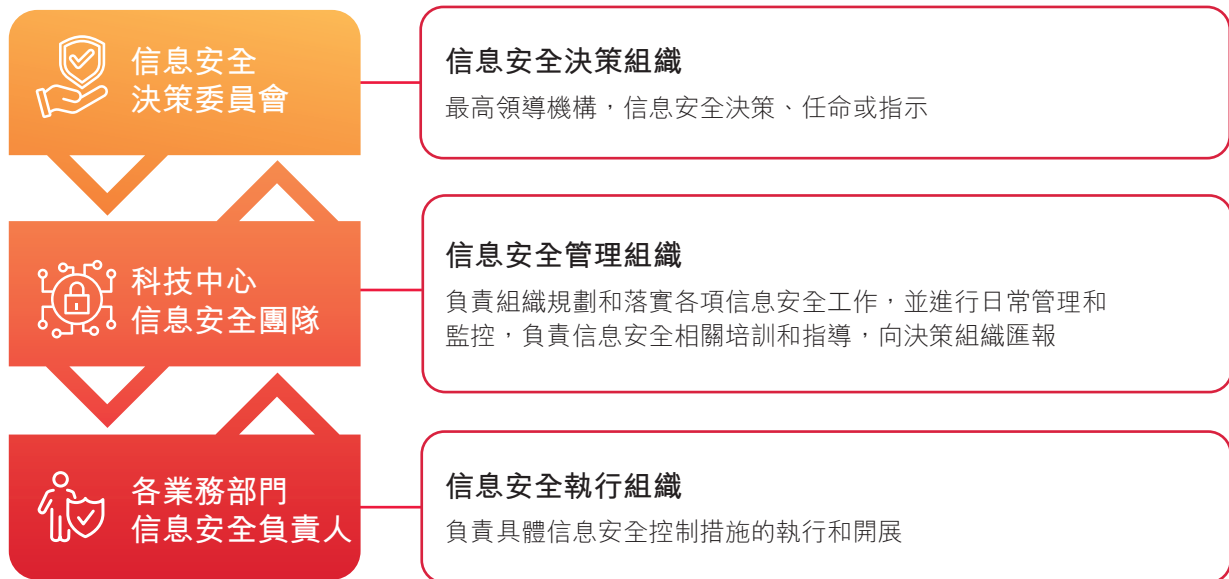 信息安全
決策委員會
信息安全決策組織
最高領導機構，信息安全決策、任命或指示
科技中心
信息安全團隊
信息安全管理組織
負責組織規劃和落實各項信息安全工作，並進行日常管理和
監控，負責信息安全相關培訓和指導，向決策組織匯報
各業務部門
信息安全負責人
信息安全執行組織
負責具體信息安全控制措施的執行和開展